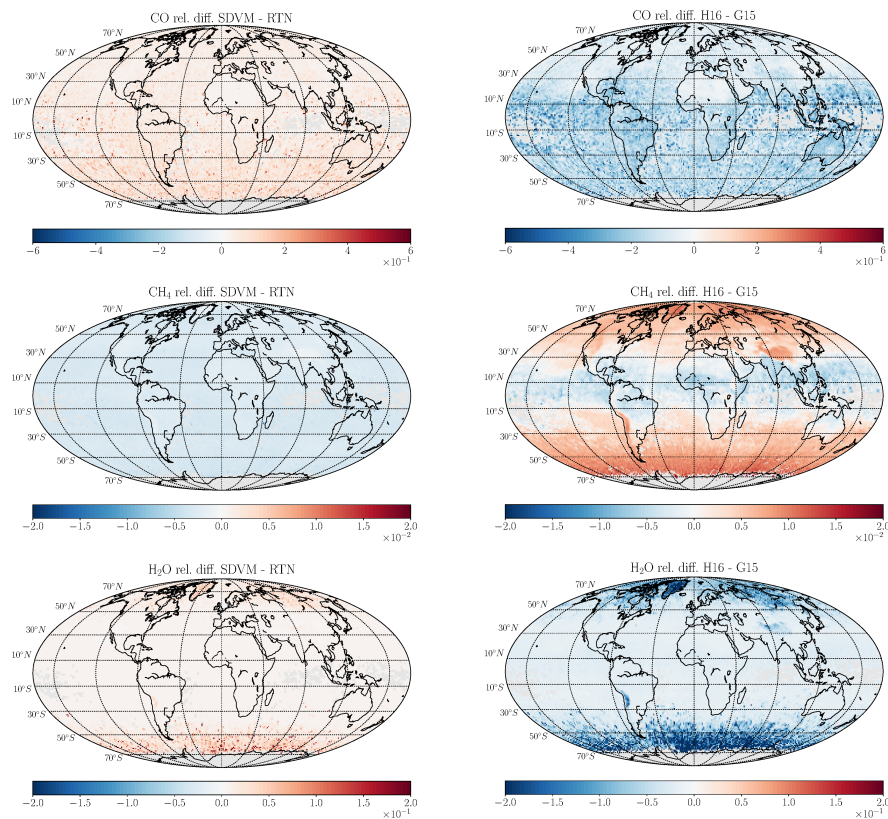 CO rel. diff. SDVM - RTN
70°N
50°N
30°N
10°N
10°S
30°S
50°S
70°S
−6 −4 −2 0 2 4 6
×10⁻¹
CO rel. diff. H16 - G15
70°N
50°N
30°N
10°N
10°S
30°S
50°S
70°S
−6 −4 −2 0 2 4 6
×10⁻¹
CH₄ rel. diff. SDVM - RTN
70°N
50°N
30°N
10°N
10°S
30°S
50°S
70°S
−2.0 −1.5 −1.0 −0.5 0.0 0.5 1.0 1.5 2.0
×10⁻²
CH₄ rel. diff. H16 - G15
70°N
50°N
30°N
10°N
10°S
30°S
50°S
70°S
−2.0 −1.5 −1.0 −0.5 0.0 0.5 1.0 1.5 2.0
×10⁻²
H₂O rel. diff. SDVM - RTN
70°N
50°N
30°N
10°N
10°S
30°S
50°S
70°S
−2.0 −1.5 −1.0 −0.5 0.0 0.5 1.0 1.5 2.0
×10⁻¹
H₂O rel. diff. H16 - G15
70°N
50°N
30°N
10°N
10°S
30°S
50°S
70°S
−2.0 −1.5 −1.0 −0.5 0.0 0.5 1.0 1.5 2.0
×10⁻¹